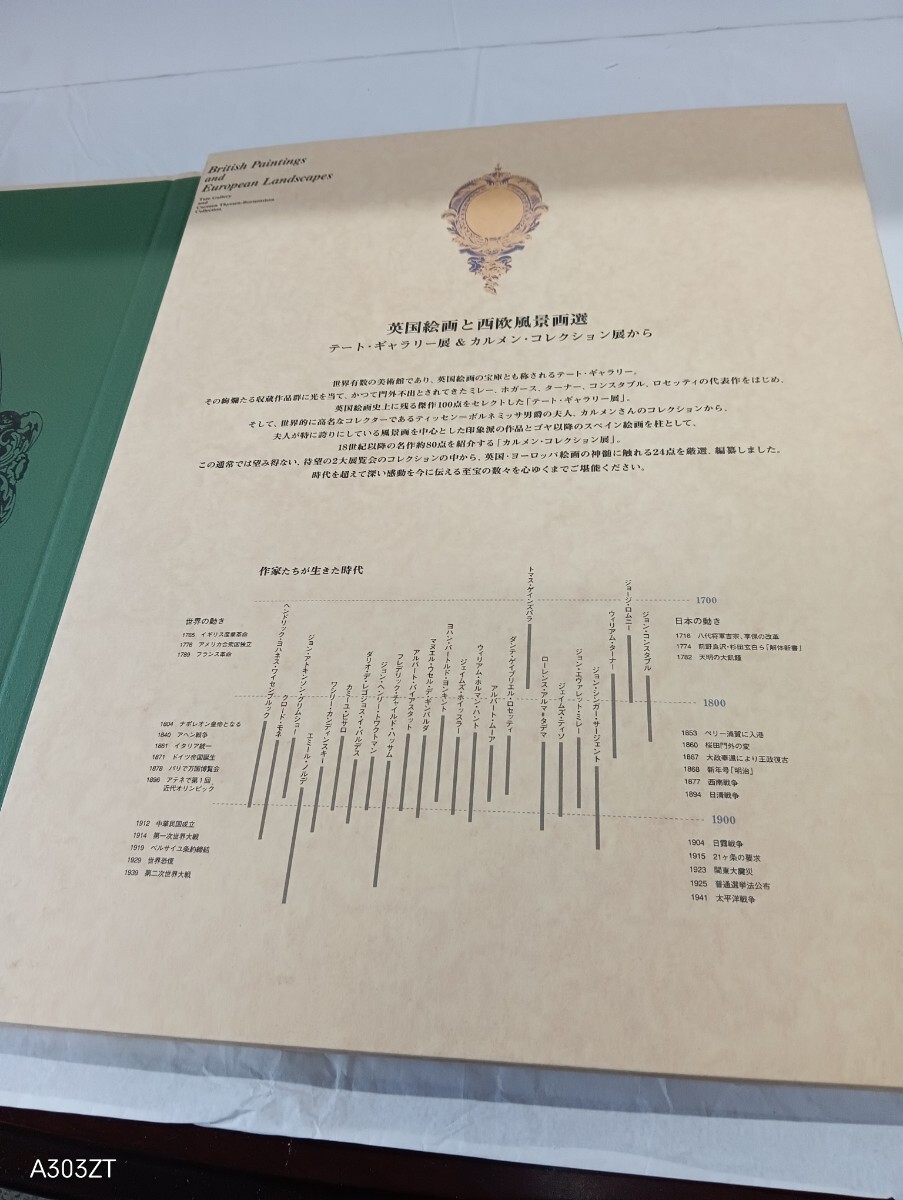 British Paintings
and
European Landscapes
Tate Gallery
and
Carmen Thyssen-Bornemisza
Collection
英国絵画と西欧風景画選
テート・ギャラリー展 & カルメン・コレクション展から
世界有数の美術館であり、英国絵画の宝庫とも称されるテート・ギャラリー。
その絢爛たる収蔵作品群に光を当て、かつて門外不出とされてきたミレー、ホガース、ターナー、コンスタブル、ロセッティの代表作をはじめ、
英国絵画史上に残る傑作100点をセレクトした「テート・ギャラリー展」。
そして、世界的に高名なコレクターであるティッセン=ボルネミッサ男爵の夫人、カルメンさんのコレクションから、
夫人が特に誇りにしている風景画を中心とした印象派の作品とゴヤ以降のスペイン絵画を柱として、
18世紀以降の名作約80点を紹介する「カルメン・コレクション展」。
この通常では望み得ない、待望の2大展覧会のコレクションの中から、英国・ヨーロッパ絵画の神髄に触れる24点を厳選、編纂しました。
時代を超えて深い感動を今に伝える至宝の数々を心ゆくまでご堪能ください。
作家たちが生きた時代
世界の動き
1765 イギリス産業革命
1776 アメリカ合衆国独立
1789 フランス革命
1804 ナポレオン皇帝となる
1840 アヘン戦争
1861 イタリア統一
1871 ドイツ帝国誕生
1878 パリで万国博覧会
1896 アテネで第1回
近代オリンピック
1912 中華民国成立
1914 第一次世界大戦
1919 ベルサイユ条約締結
1929 世界恐慌
1939 第二次世界大戦
ヘンドリック・ヨハネス・ワイセンブルック
クロード・モネ
ジョン・アトキンソン・グリムショー
エミール・ノルデ
ワシリー・カンディンスキー
カミーユ・ピサロ
ダリオ・デ・レゴジョス・イ・バルデス
ジョン・ヘンリー・トワクトマン
フレデリック・チャイルド・ハッサム
アルバート・バイアスタット
マヌエル・ウセル・デ・ギンバルダ
ヨハン・バートルド・ヨンキント
ジェイムズ・ホイッスラー
ウィリアム・ホルマン・ハント
アルバート・ムーア
ダンテ・ゲイブリエル・ロセッティ
トマス・ゲインズバラ
ローレンス・アルマ=タデマ
ジェイムズ・ティソ
ジョン・エヴァレット・ミレー
ジョン・シンガー・サージェント
ウィリアム・ターナー
ジョージ・ロムニー
ジョン・コンスタブル
1700
1800
1900
日本の動き
1716 八代将軍吉宗、享保の改革
1774 前野良沢・杉田玄白ら「解体新書」
1782 天明の大飢饉
1853 ペリー浦賀に入港
1860 桜田門外の変
1867 大政奉還により王政復古
1868 新年号「明治」
1877 西南戦争
1894 日清戦争
1904 日露戦争
1915 21ヶ条の要求
1923 関東大震災
1925 普通選挙法公布
1941 太平洋戦争
A303ZT